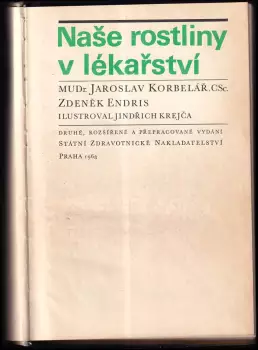 Naše rostliny
v lékařství
MUDr. JAROSLAV KORBELÁŘ.CSc.
ZDENĚK ENDRIS
ILUSTROVAL JINDŘICH KREJČA
DRUHÉ, ROZŠÍŘENÉ A PŘEPRACOVANÉ VYDÁNÍ
STÁTNÍ ZDRAVOTNICKÉ NAKLADATELSTVÍ
PRAHA